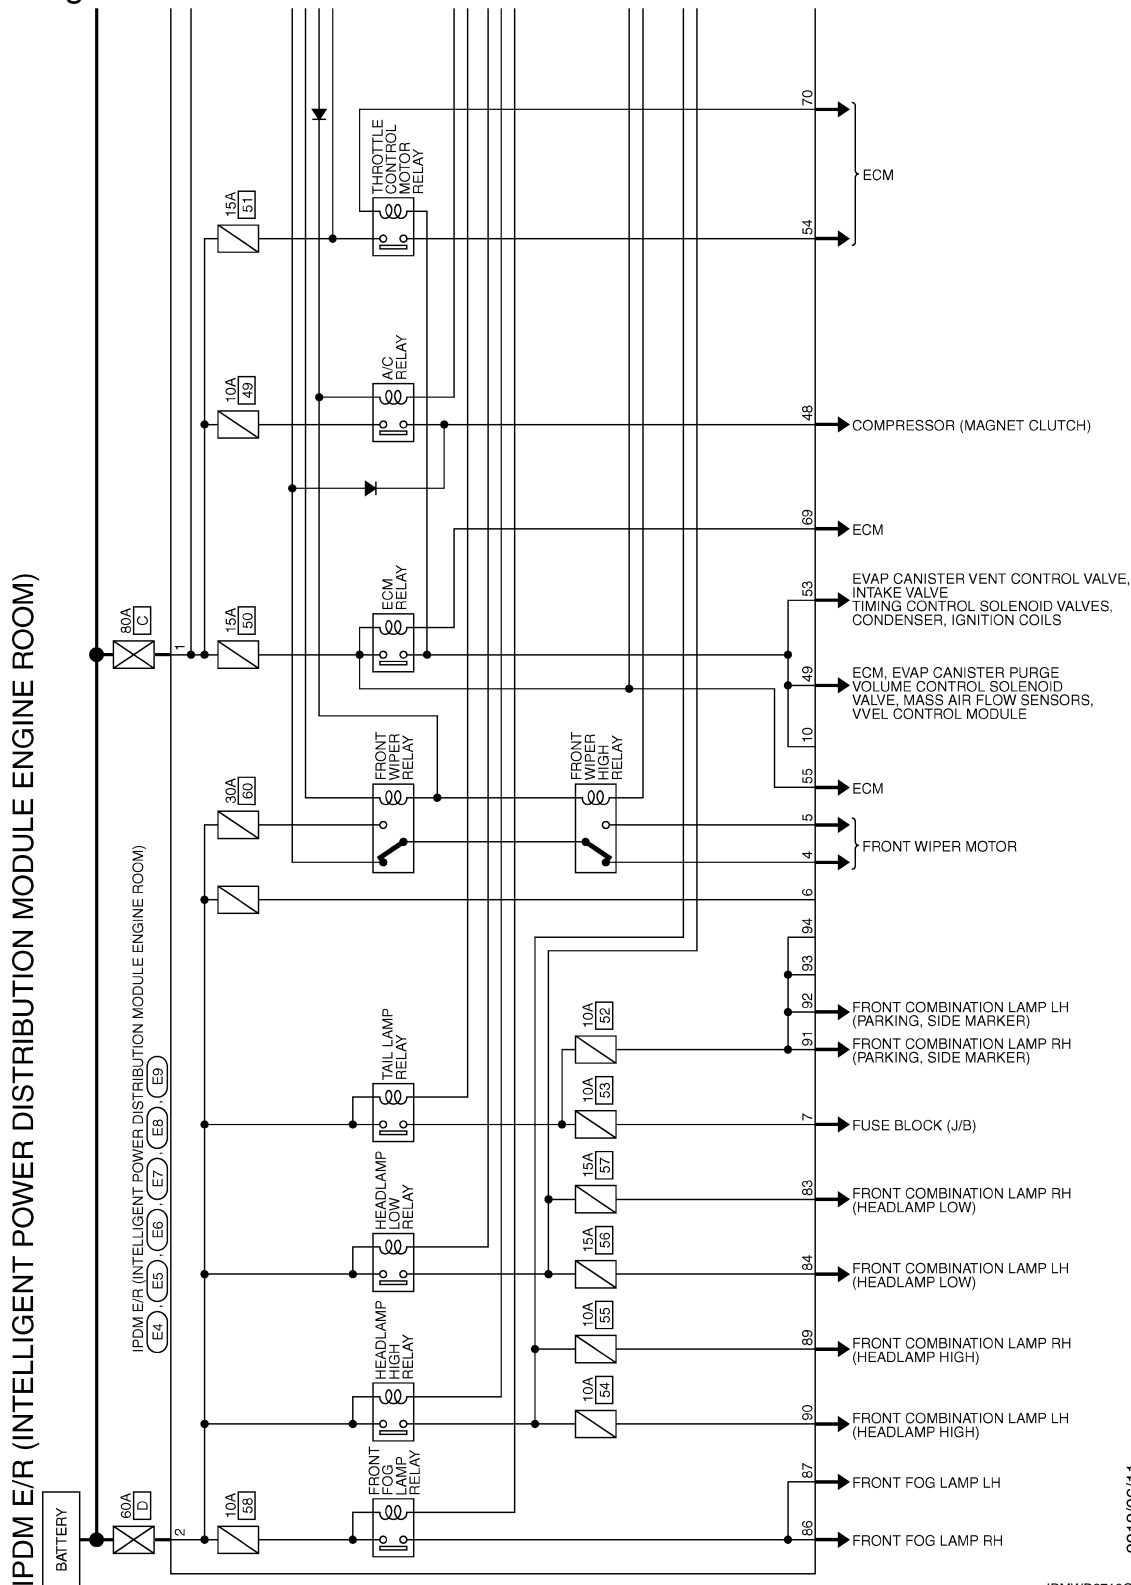 IPDM E/R (INTELLIGENT POWER DISTRIBUTION MODULE ENGINE ROOM)
BATTERY
80A
C
60A
D
1
2
IPDM E/R (INTELLIGENT POWER DISTRIBUTION MODULE ENGINE ROOM)
E4 , E5 , E6 , E7 , E8 , E9
15A
51
THROTTLE
CONTROL
MOTOR
RELAY
70
54
ECM
10A
49
A/C
RELAY
48
COMPRESSOR (MAGNET CLUTCH)
69
ECM
15A
50
ECM
RELAY
53
EVAP CANISTER VENT CONTROL VALVE,
INTAKE VALVE
TIMING CONTROL SOLENOID VALVES,
CONDENSER, IGNITION COILS
49
ECM, EVAP CANISTER PURGE
VOLUME CONTROL SOLENOID
VALVE, MASS AIR FLOW SENSORS,
VVEL CONTROL MODULE
10
55
ECM
30A
60
FRONT
WIPER
RELAY
FRONT
WIPER
HIGH
RELAY
5
4
FRONT WIPER MOTOR
6
94
93
10A
52
92
FRONT COMBINATION LAMP LH
(PARKING, SIDE MARKER)
91
FRONT COMBINATION LAMP RH
(PARKING, SIDE MARKER)
TAIL LAMP
RELAY
10A
53
7
FUSE BLOCK (J/B)
15A
57
83
FRONT COMBINATION LAMP RH
(HEADLAMP LOW)
HEADLAMP
LOW
RELAY
15A
56
84
FRONT COMBINATION LAMP LH
(HEADLAMP LOW)
10A
55
89
FRONT COMBINATION LAMP RH
(HEADLAMP HIGH)
HEADLAMP
HIGH
RELAY
10A
54
90
FRONT COMBINATION LAMP LH
(HEADLAMP HIGH)
87
FRONT FOG LAMP LH
10A
58
FRONT
FOG
LAMP
RELAY
86
FRONT FOG LAMP RH